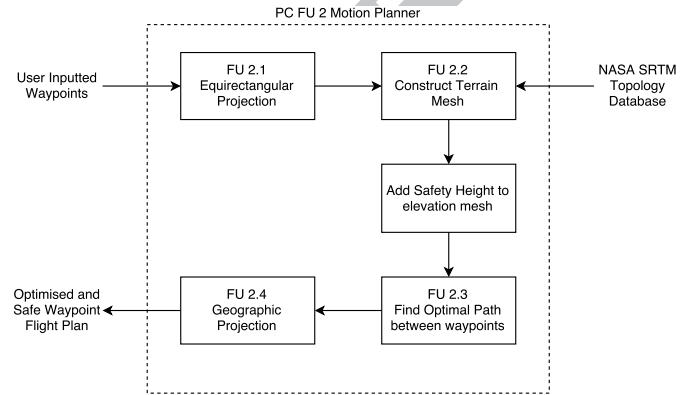 PC FU 2 Motion Planner
User Inputted
Waypoints
FU 2.1
Equirectangular
Projection
FU 2.2
Construct Terrain
Mesh
NASA SRTM
Topology
Database
Add Safety Height to
elevation mesh
Optimised and
Safe Waypoint
Flight Plan
FU 2.4
Geographic
Projection
FU 2.3
Find Optimal Path
between waypoints